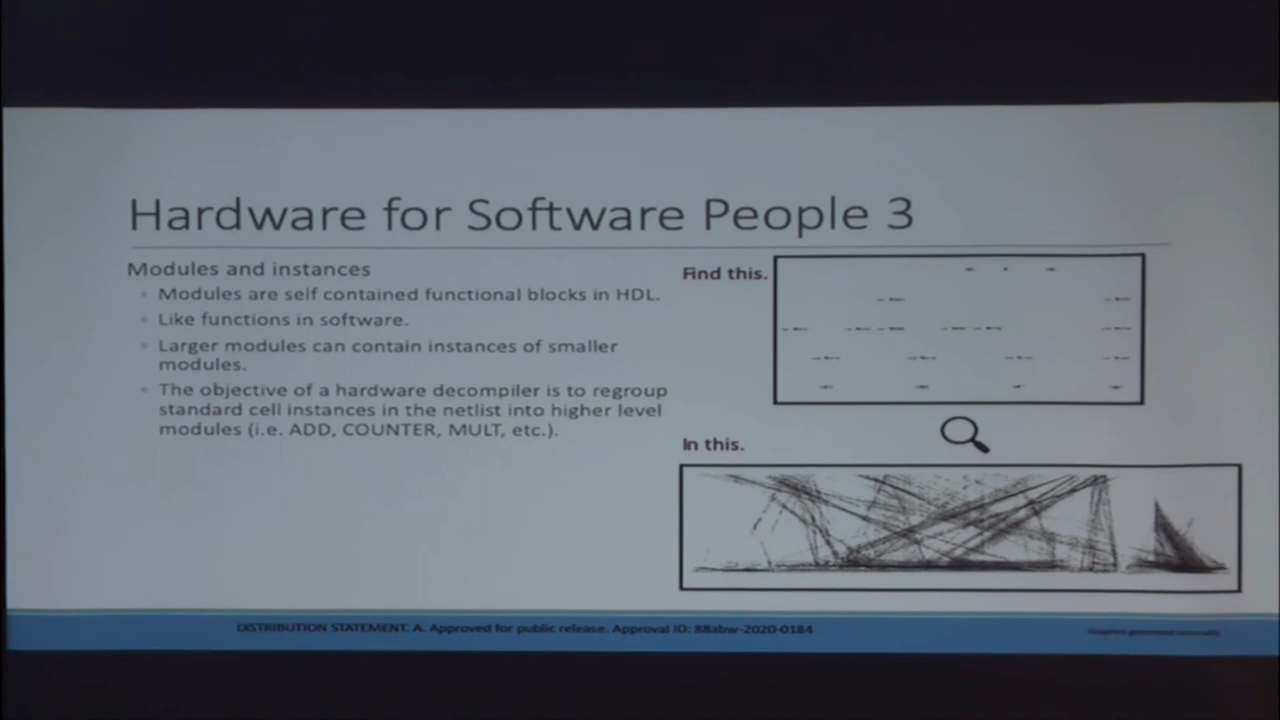 Hardware for Software People 3
Modules and instances
Modules are self contained functional blocks in HDL.
Like functions in software.
Larger modules can contain instances of smaller
modules.
The objective of a hardware decompiler is to regroup
standard cell instances in the netlist into higher level
modules (i.e. ADD, COUNTER, MULT, etc.).
Find this.
In this.
DISTRIBUTION STATEMENT. A. Approved for public release. Approval ID: 88abw-2020-0184